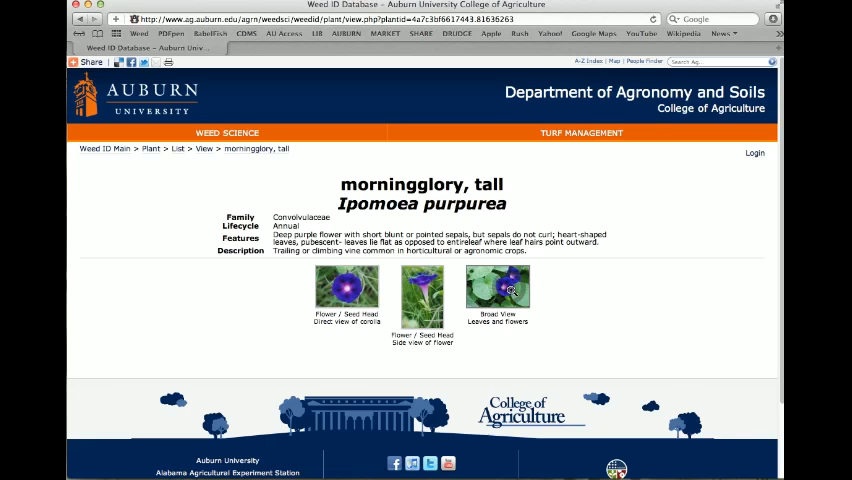 Weed ID Database – Auburn University College of Agriculture
http://www.ag.auburn.edu/agrn/weedsci/weedid/plant/view.php?plantid=4a7c3bf6617443.81636263
Google
Weed PDFpen BabelFish CDMS AU Access LIB AUBURN MARKET SHARE DRUDGE Apple Rush Yahoo! Google Maps YouTube Wikipedia News
Weed ID Database – Auburn Univ...
Share
A-Z Index | Map | People Finder
Search Ag...
AUBURN
UNIVERSITY
Department of Agronomy and Soils
College of Agriculture
WEED SCIENCE TURF MANAGEMENT
Weed ID Main > Plant > List > View > morningglory, tall
Login
morningglory, tall
Ipomoea purpurea
Family Convolvulaceae
Lifecycle Annual
Features Deep purple flower with short blunt or pointed sepals, but sepals do not curl; heart-shaped
leaves, pubescent- leaves lie flat as opposed to entireleaf where leaf hairs point outward.
Description Trailing or climbing vine common in horticultural or agronomic crops.
Flower / Seed Head
Direct view of corolla
Flower / Seed Head
Side view of flower
Broad View
Leaves and flowers
College of
Agriculture
Auburn University
Alabama Agricultural Experiment Station